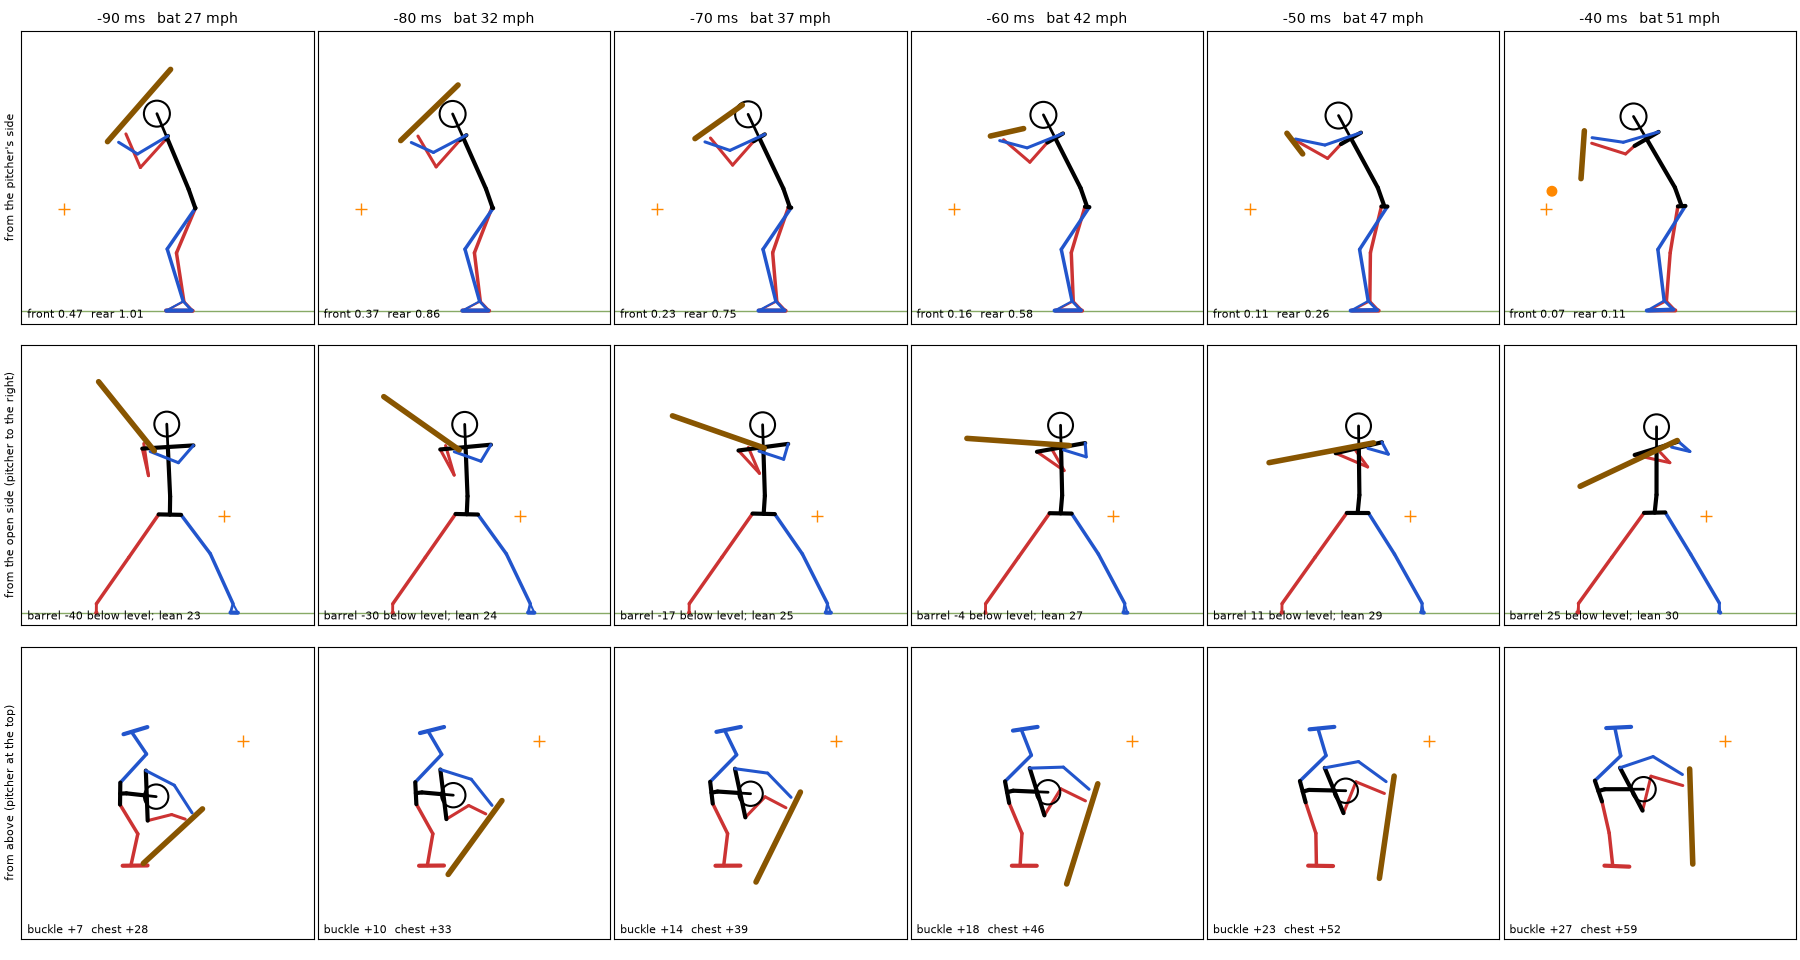 -90 ms bat 27 mph
-80 ms bat 32 mph
-70 ms bat 37 mph
-60 ms bat 42 mph
-50 ms bat 47 mph
-40 ms bat 51 mph
from the pitcher's side
front 0.47 rear 1.01
front 0.37 rear 0.86
front 0.23 rear 0.75
front 0.16 rear 0.58
front 0.11 rear 0.26
front 0.07 rear 0.11
from the open side (pitcher to the right)
barrel -40 below level; lean 23
barrel -30 below level; lean 24
barrel -17 below level; lean 25
barrel -4 below level; lean 27
barrel 11 below level; lean 29
barrel 25 below level; lean 30
from above (pitcher at the top)
buckle +7 chest +28
buckle +10 chest +33
buckle +14 chest +39
buckle +18 chest +46
buckle +23 chest +52
buckle +27 chest +59